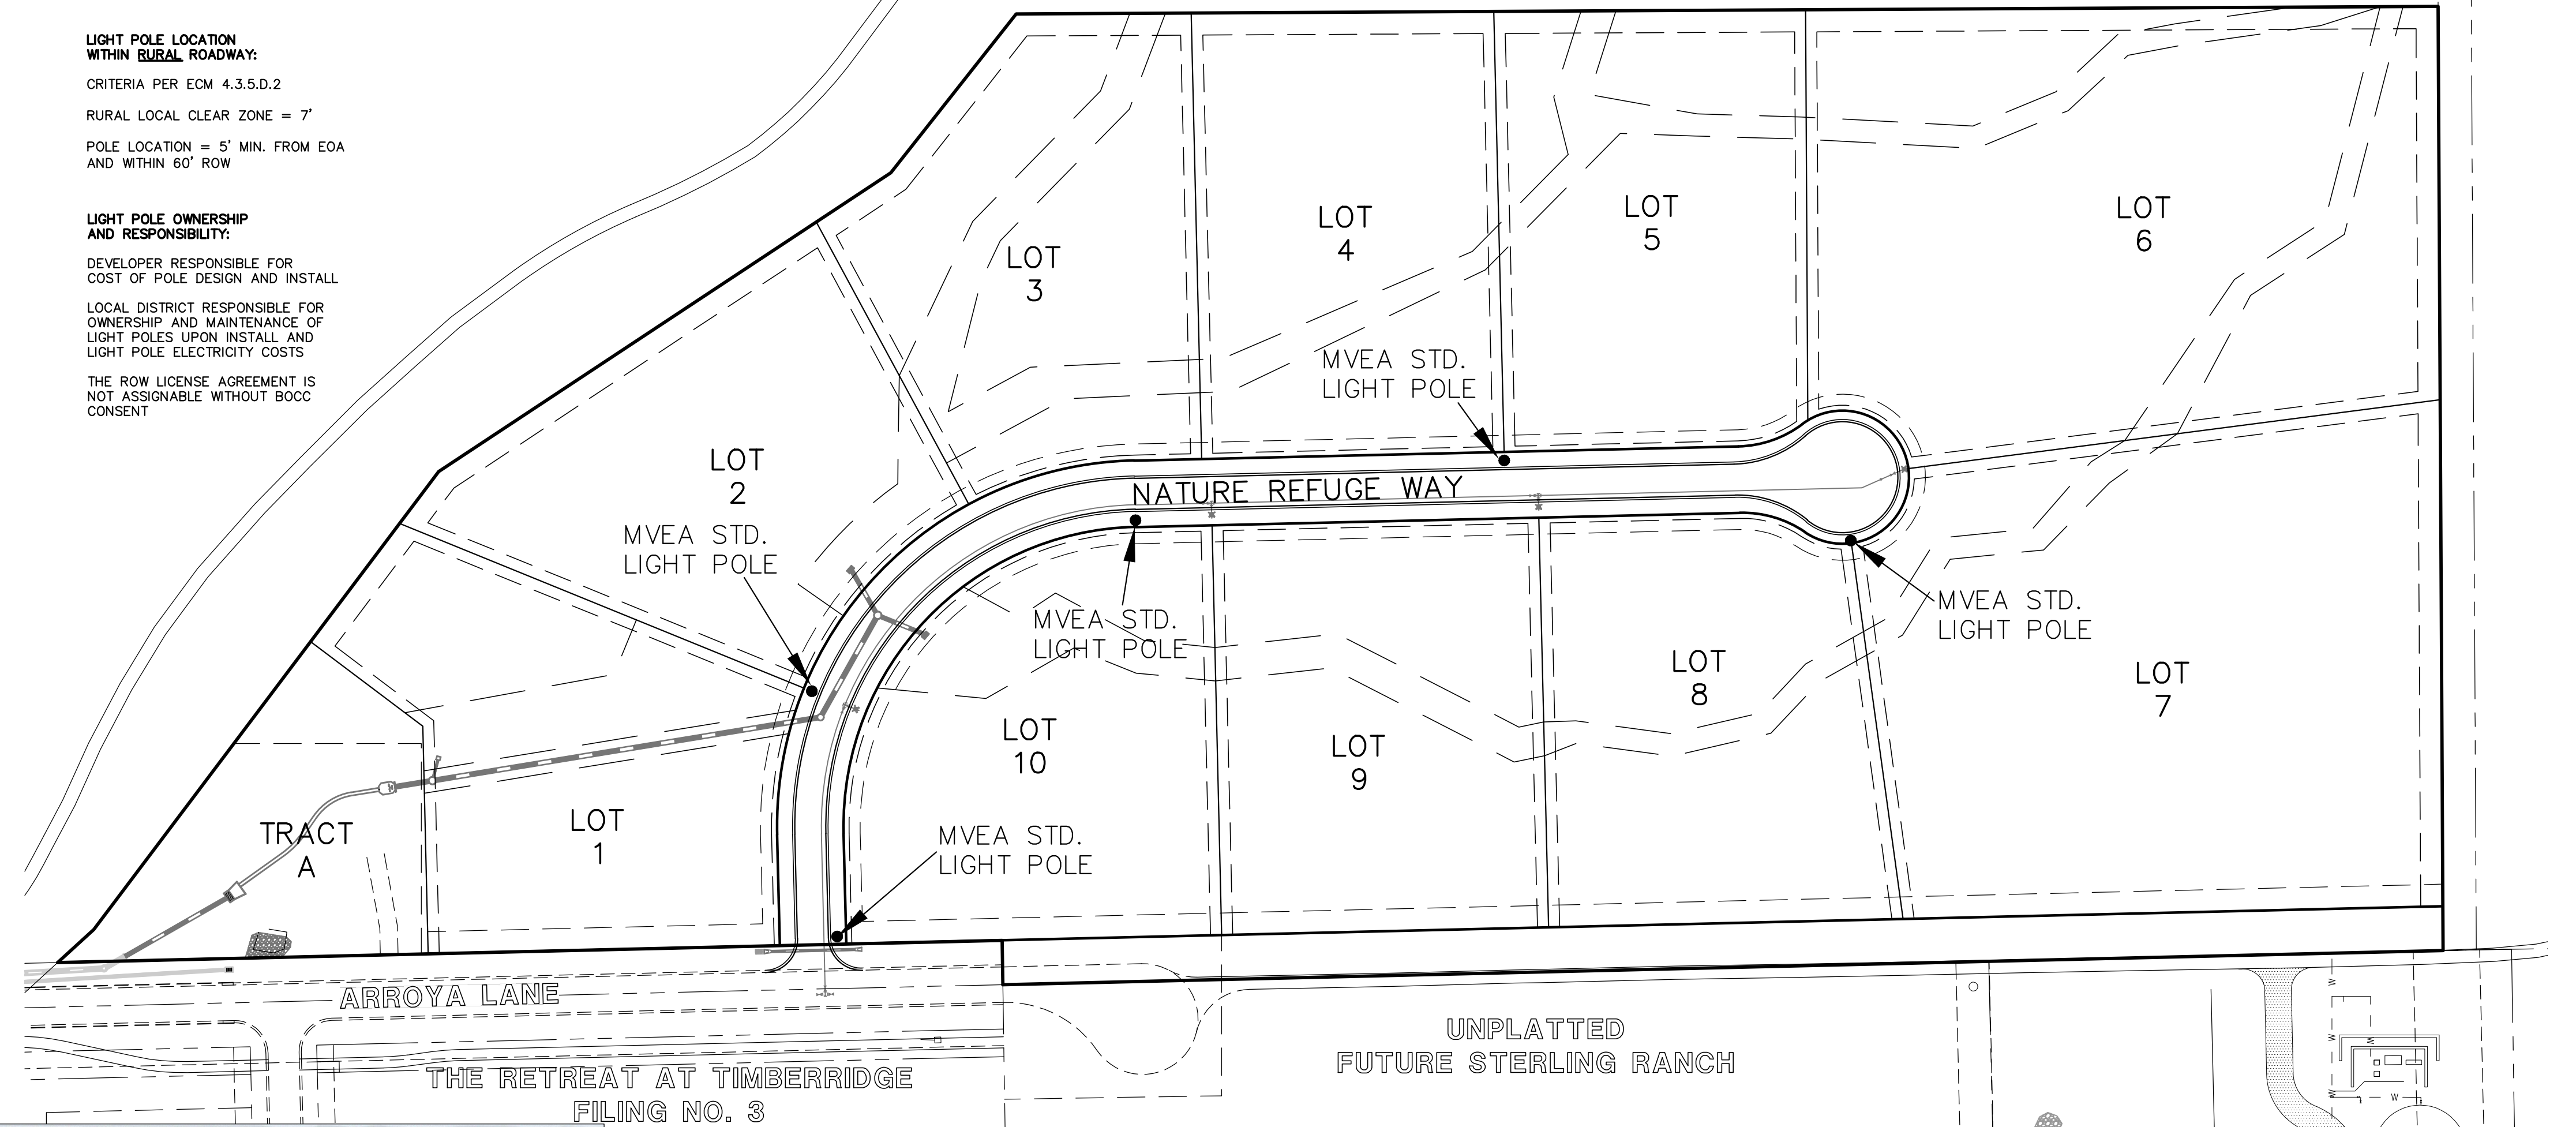 LIGHT POLE LOCATION
WITHIN RURAL ROADWAY:
CRITERIA PER ECM 4.3.5.D.2
RURAL LOCAL CLEAR ZONE = 7'
POLE LOCATION = 5' MIN. FROM EOA
AND WITHIN 60' ROW
LIGHT POLE OWNERSHIP
AND RESPONSIBILITY:
DEVELOPER RESPONSIBLE FOR
COST OF POLE DESIGN AND INSTALL
LOCAL DISTRICT RESPONSIBLE FOR
OWNERSHIP AND MAINTENANCE OF
LIGHT POLES UPON INSTALL AND
LIGHT POLE ELECTRICITY COSTS
THE ROW LICENSE AGREEMENT IS
NOT ASSIGNABLE WITHOUT BOCC
CONSENT
LOT
3
LOT
4
LOT
5
LOT
6
MVEA STD.
LIGHT POLE
LOT
2
NATURE REFUGE WAY
MVEA STD.
LIGHT POLE
MVEA STD.
LIGHT POLE
MVEA STD.
LIGHT POLE
LOT
8
LOT
7
LOT
10
LOT
9
TRACT
A
LOT
1
MVEA STD.
LIGHT POLE
ARROYA LANE
UNPLATTED
FUTURE STERLING RANCH
THE RETREAT AT TIMBERRIDGE
FILING NO. 3
W
W
W
W
W